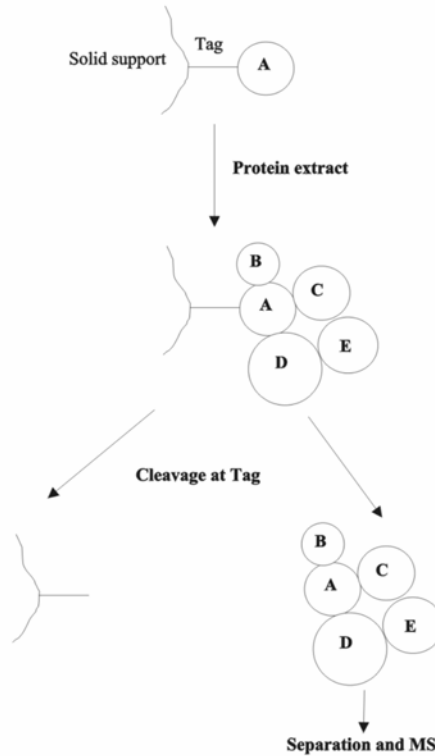 Tag
Solid support
A
Protein extract
B
C
A
E
D
Cleavage at Tag
B
C
A
E
D
Separation and MS